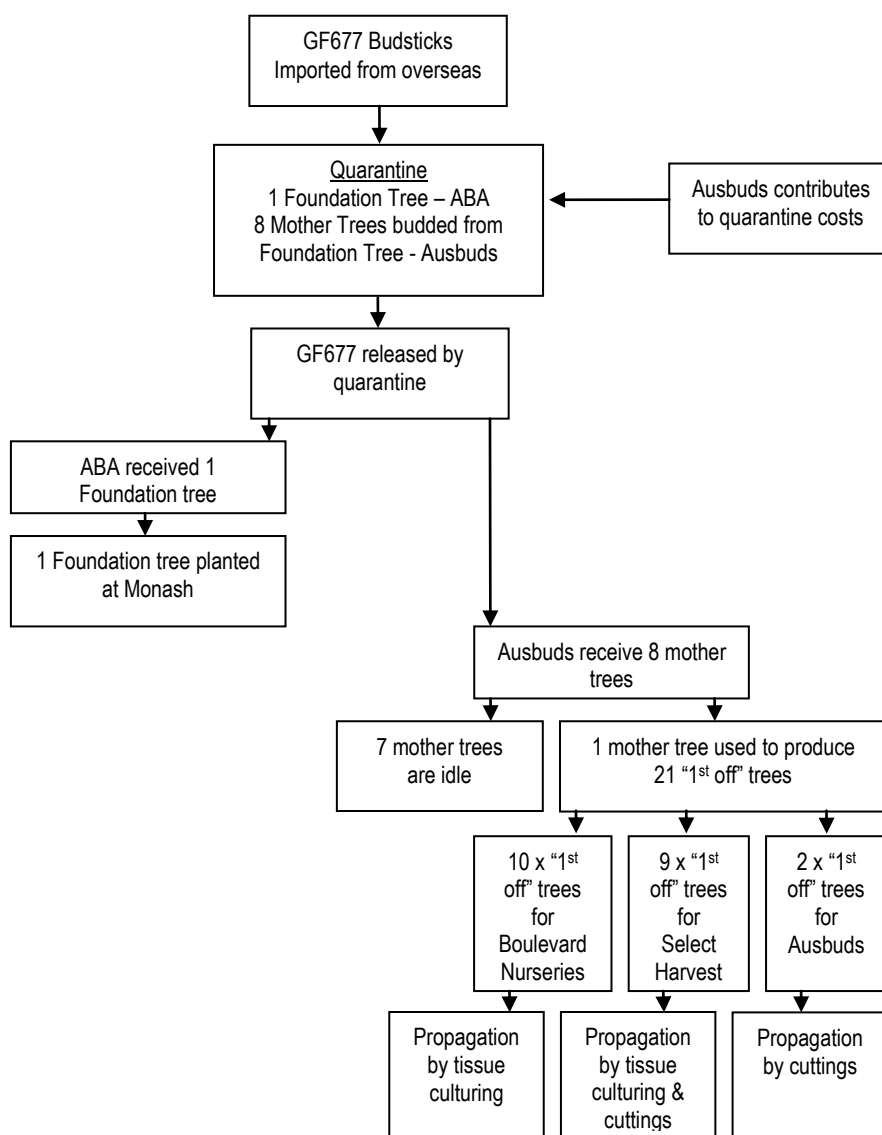 GF677 Budsticks
Imported from overseas
Quarantine
1 Foundation Tree – ABA
8 Mother Trees budded from
Foundation Tree - Ausbuds
Ausbuds contributes
to quarantine costs
GF677 released by
quarantine
ABA received 1
Foundation tree
1 Foundation tree planted
at Monash
Ausbuds receive 8 mother
trees
7 mother trees
are idle
1 mother tree used to produce
21 “1st off” trees
10 x “1st
off” trees
for
Boulevard
Nurseries
9 x “1st
off” trees
for
Select
Harvest
2 x “1st
off” trees
for
Ausbuds
Propagation
by tissue
culturing
Propagation
by tissue
culturing &
cuttings
Propagation
by cuttings